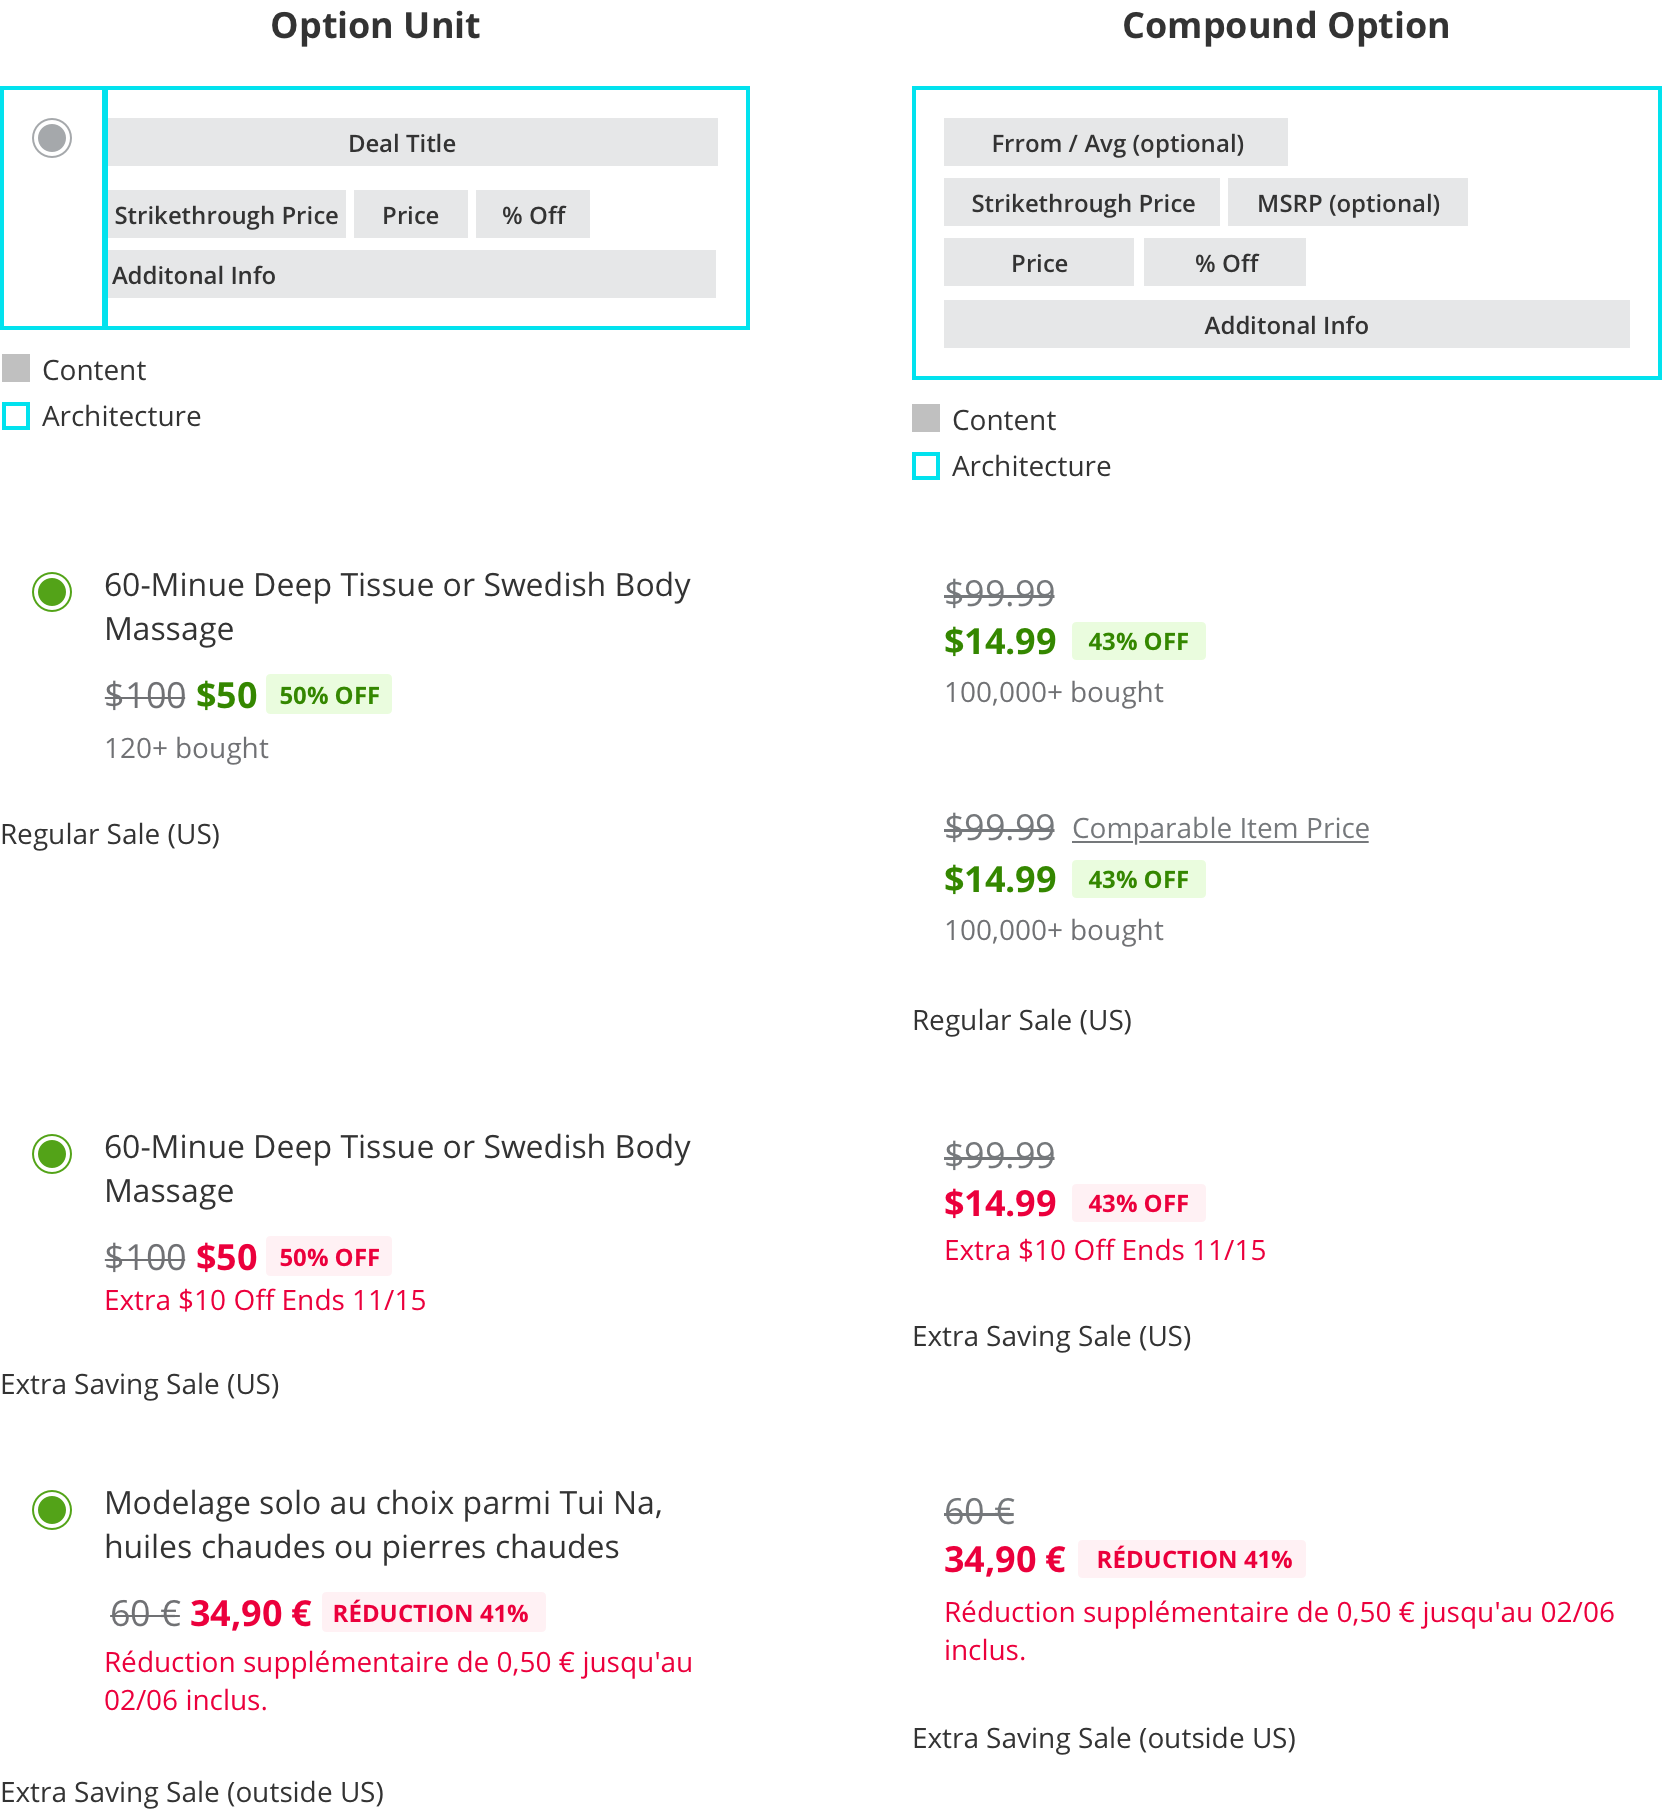 Option Unit
Deal Title
Strikethrough Price Price % Off
Additonal Info
Content
Architecture
60-Minue Deep Tissue or Swedish Body
Massage
$100 $50 50% OFF
120+ bought
Regular Sale (US)
60-Minue Deep Tissue or Swedish Body
Massage
$100 $50 50% OFF
Extra $10 Off Ends 11/15
Extra Saving Sale (US)
Modelage solo au choix parmi Tui Na,
huiles chaudes ou pierres chaudes
60 € 34,90 € RÉDUCTION 41%
Réduction supplémentaire de 0,50 € jusqu'au
02/06 inclus.
Extra Saving Sale (outside US)
Compound Option
Frrom / Avg (optional)
Strikethrough Price MSRP (optional)
Price % Off
Additonal Info
Content
Architecture
$99.99
$14.99 43% OFF
100,000+ bought
$99.99 Comparable Item Price
$14.99 43% OFF
100,000+ bought
Regular Sale (US)
$99.99
$14.99 43% OFF
Extra $10 Off Ends 11/15
Extra Saving Sale (US)
60 €
34,90 € RÉDUCTION 41%
Réduction supplémentaire de 0,50 € jusqu'au 02/06
inclus.
Extra Saving Sale (outside US)